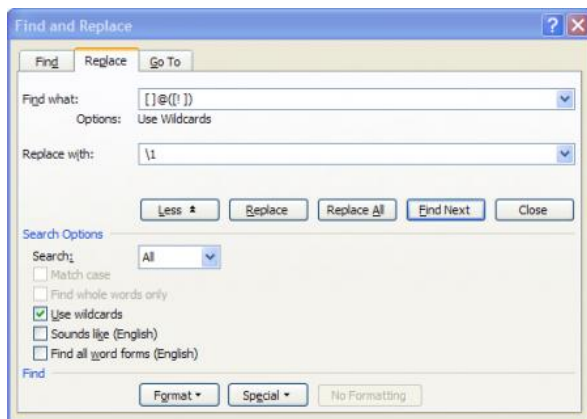 Find and Replace
Find Replace Go To
Find what: [ ]@([! ])
Options: Use Wildcards
Replace with: \1
Less Replace Replace All Find Next Close
Search Options
Search: All
Match case
Find whole words only
Use wildcards
Sounds like (English)
Find all word forms (English)
Find
Format Special No Formatting